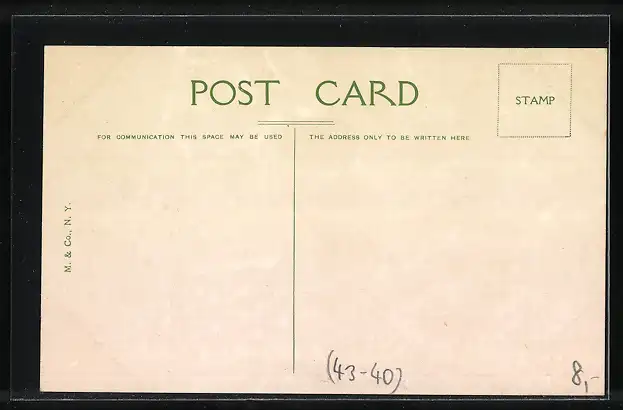 POST CARD
STAMP
FOR COMMUNICATION THIS SPACE MAY BE USED
THE ADDRESS ONLY TO BE WRITTEN HERE
M. & Co., N. Y.
(43-40)
8,-